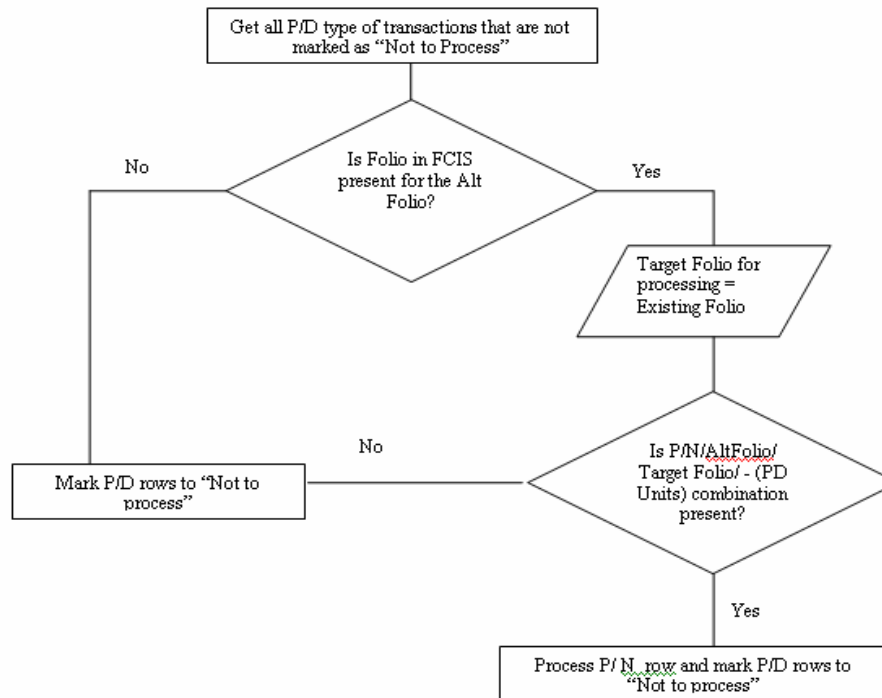 Get all P/D type of transactions that are not
marked as “Not to Process”
No
Is Folio in FCIS
present for the Alt
Folio?
Yes
Target Folio for
processing =
Existing Folio
No
Is P/N/AltFolio/
Target Folio/ - (PD
Units) combination
present?
Mark P/D rows to “Not to
process”
Yes
Process P/ N row and mark P/D rows to
“Not to process”